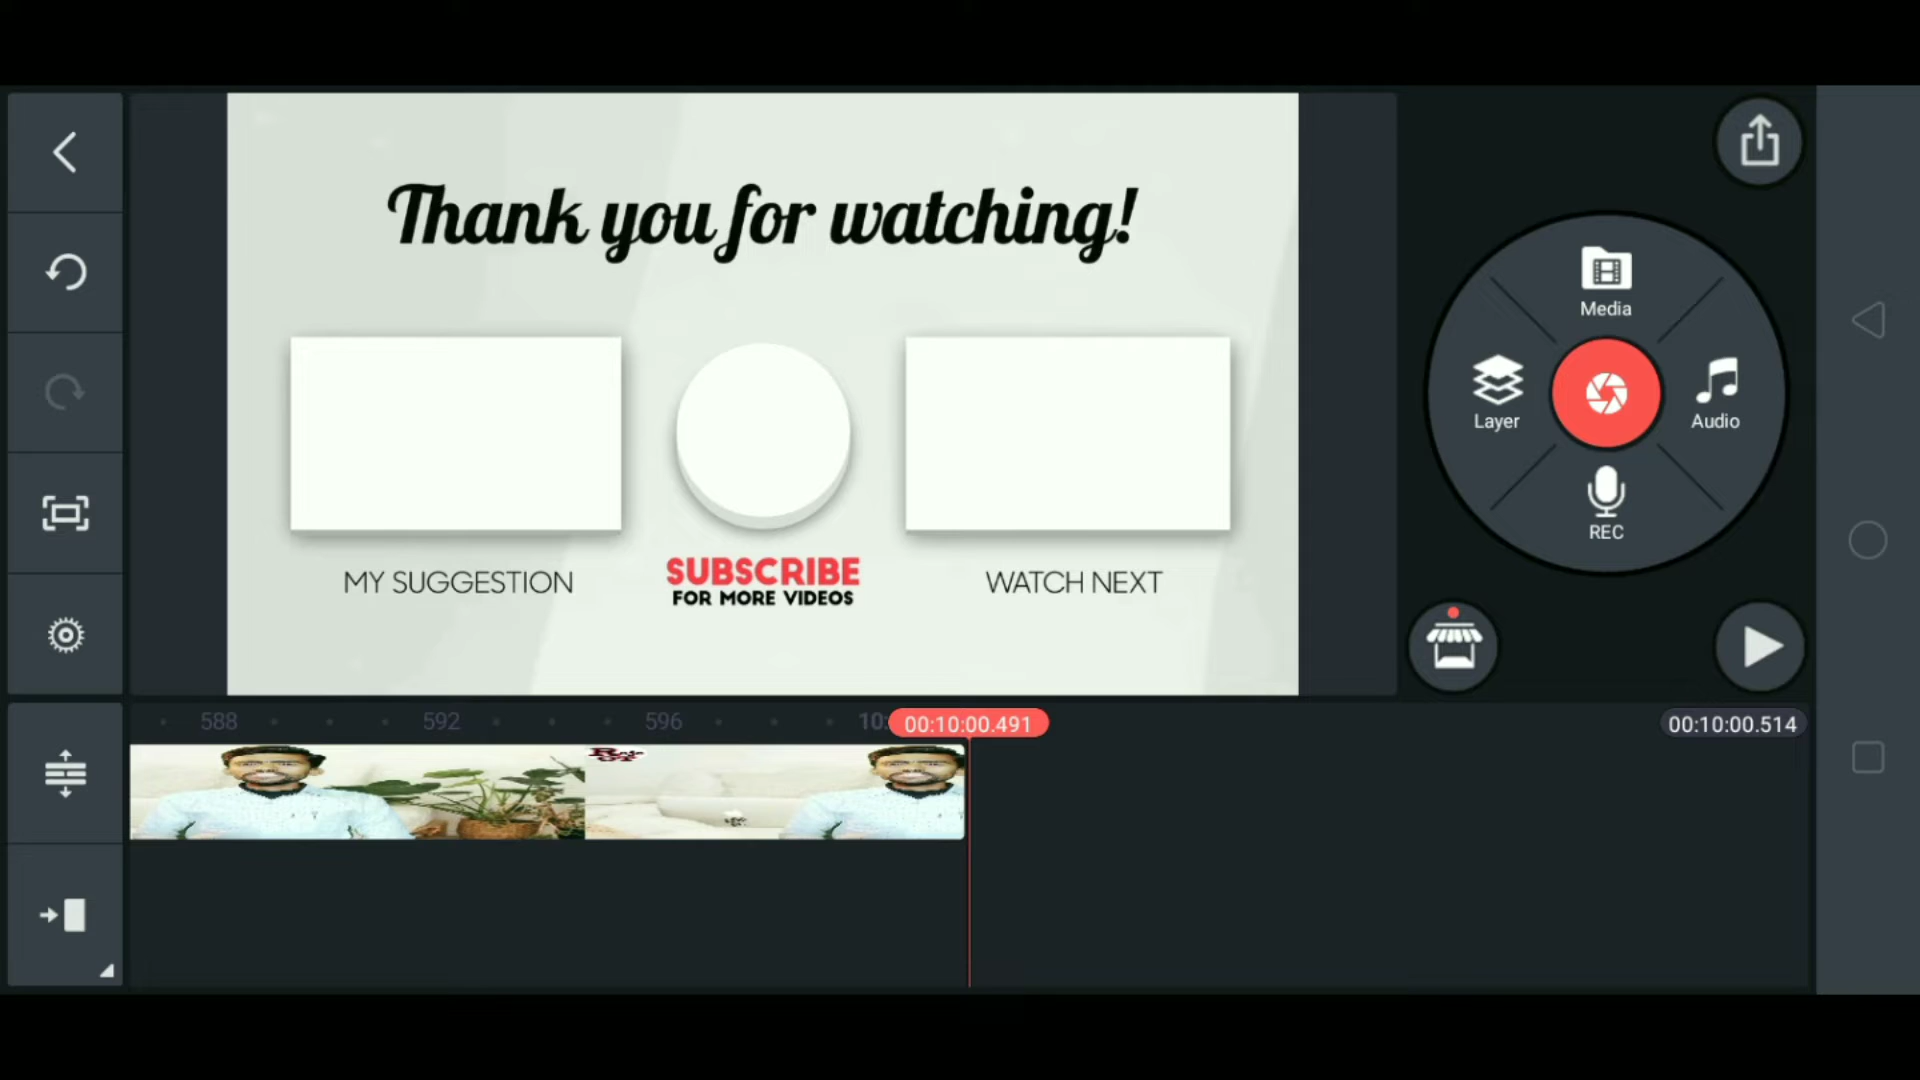 Thank you for watching!
MY SUGGESTION
SUBSCRIBE
FOR MORE VIDEOS
WATCH NEXT
Media
Layer
Audio
REC
588
592
596
10:
00:10:00.491
00:10:00.514